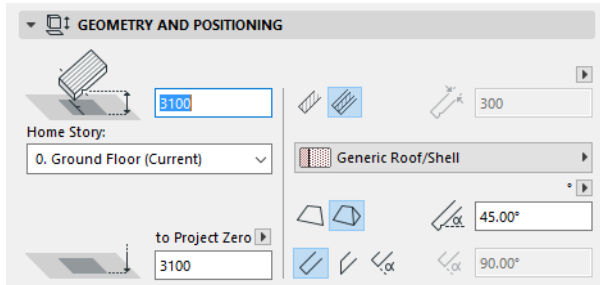 GEOMETRY AND POSITIONING
3100
300
Home Story:
0. Ground Floor (Current)
Generic Roof/Shell
°
α
45.00°
to Project Zero
3100
α
α
90.00°